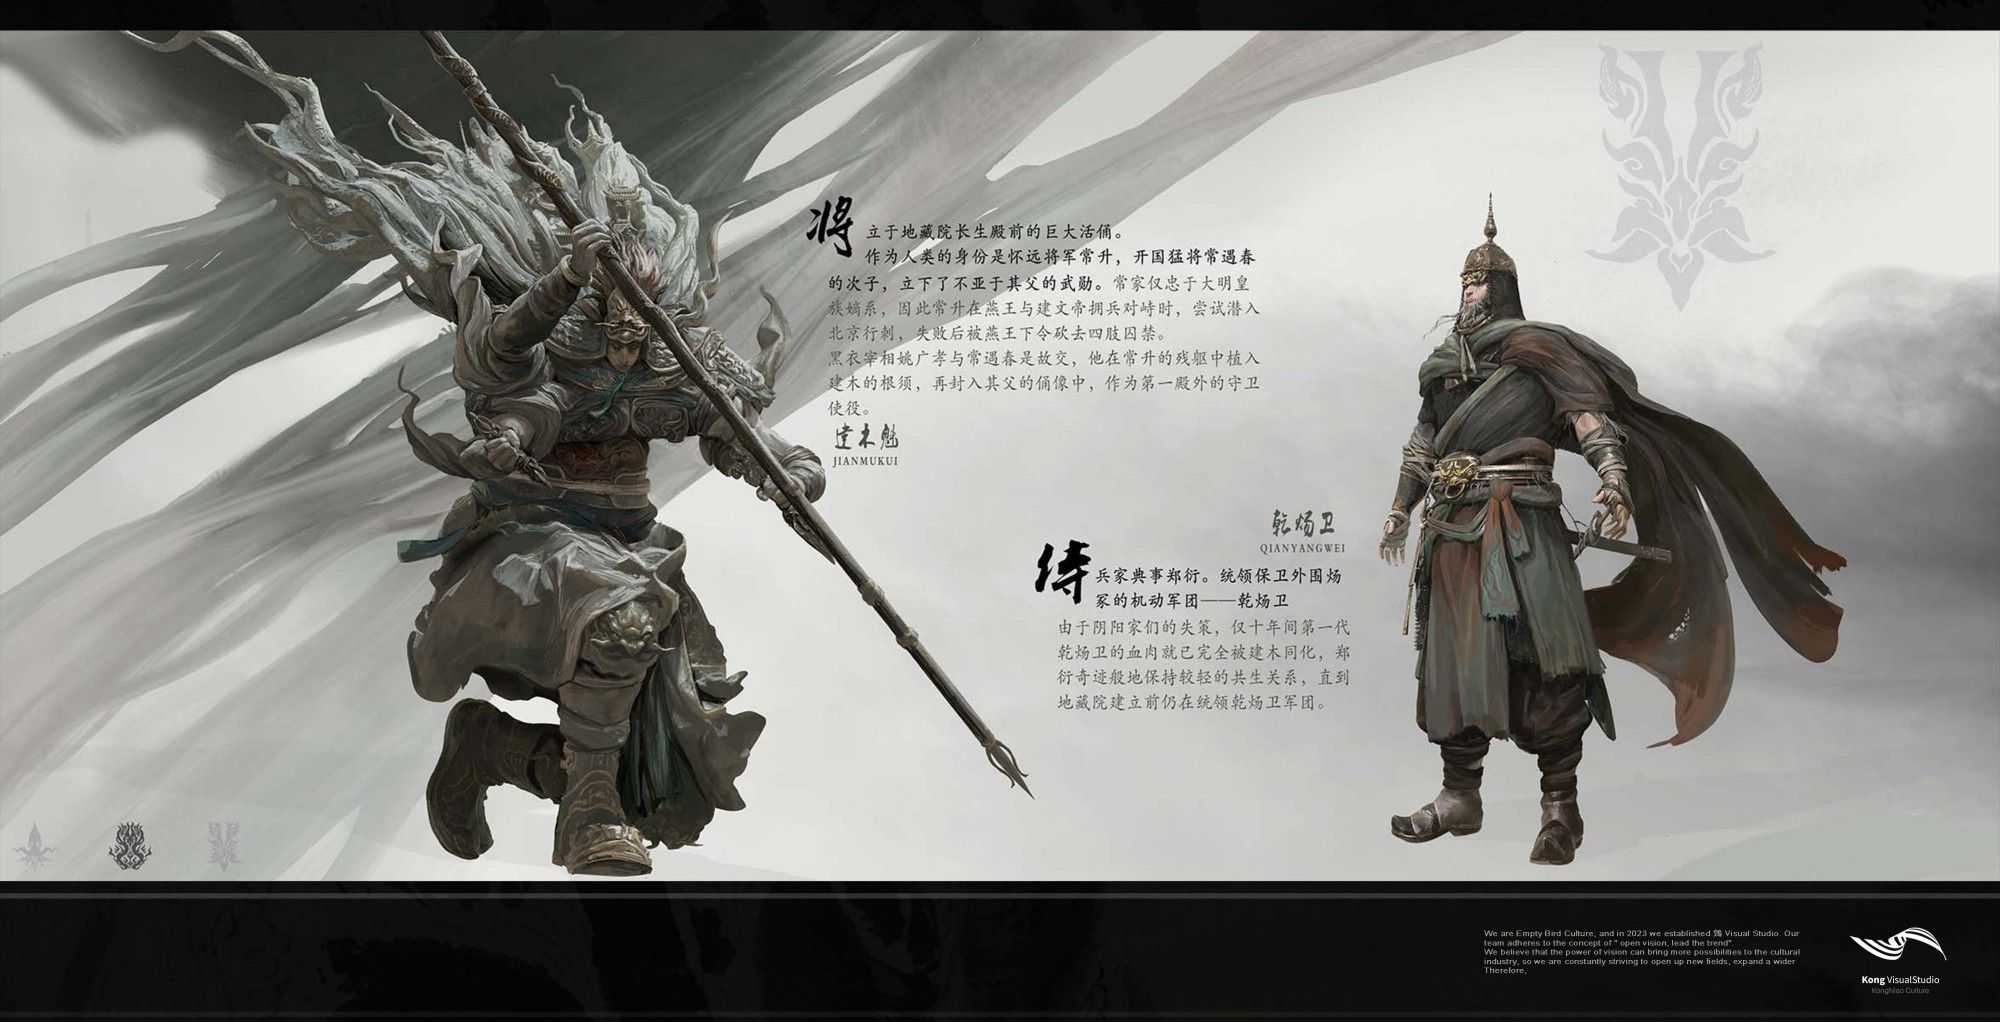 将
立于地藏院长生殿前的巨大活俑。
作为人类的身份是怀远将军常升，开国猛将常遇春
的次子，立下了不亚于其父的武勋。常家仅忠于大明皇
族嫡系，因此常升在燕王与建文帝拥兵对峙时，尝试潜入
北京行刺，失败后被燕王下令砍去四肢囚禁。
黑衣宰相姚广孝与常遇春是故交，他在常升的残躯中植入
建木的根须，再封入其父的俑像中，作为第一殿外的守卫
使役。
建木魁
JIANMUKUI
乾炀卫
QIANYANGWEI
侍
兵家典事郑衍。统领保卫外围炀
冢的机动军团——乾炀卫
由于阴阳家们的失策，仅十年间第一代
乾炀卫的血肉就已完全被建木同化，郑
衍奇迹般地保持较轻的共生关系，直到
地藏院建立前仍在统领乾炀卫军团。
We are Empty Bird Culture, and in 2023 we established Visual Studio. Our
team adheres to the concept of " open vision, lead the trend".
We believe that the power of vision can bring more possibilities to the cultural
industry, so we are constantly striving to open up new fields, expand a wider
Therefore,
Kong VisualStudio
KongNiao Culture